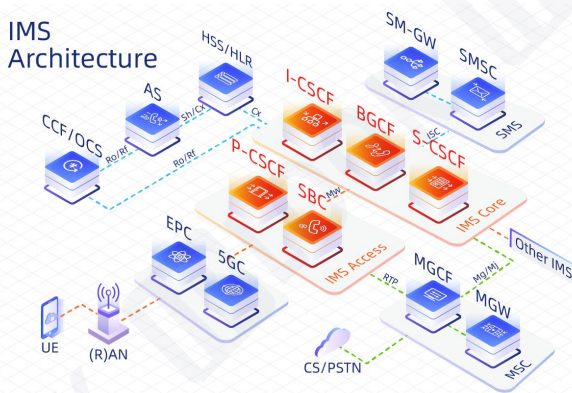 IMS
Architecture
HSS/HLR
AS
CCF/OCS
Ro/Rf
Sh/Cx
Cx
Ro/Rf
SM-GW
SMSC
SMS
ISC
I-CSCF
BGCF
S-CSCF
IMS Core
P-CSCF
SBC
Mw
IMS Access
EPC
5GC
UE
(R)AN
RTP
Mg/Mj
Other IMS
MGCF
MGW
MSC
CS/PSTN